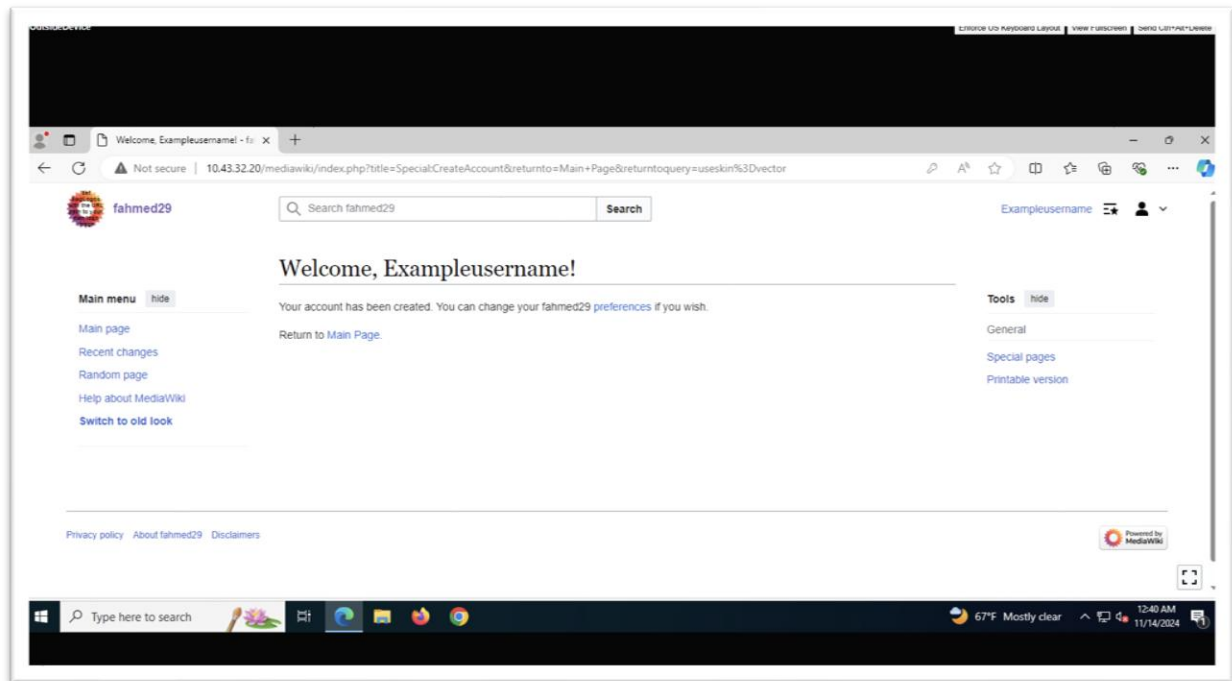 OutsideDevice
Enforce US Keyboard Layout View Fullscreen Send Ctrl+Alt+Delete
Welcome, Exampleusername! - fa
Not secure 10.43.32.20/mediawiki/index.php?title=Special:CreateAccount&returnto=Main+Page&returntoquery=useskin%3Dvector
fahmed29
Search fahmed29
Search
Exampleusername
Welcome, Exampleusername!
Main menu hide
Your account has been created. You can change your fahmed29 preferences if you wish.
Tools hide
Main page
Return to Main Page.
General
Recent changes
Special pages
Random page
Printable version
Help about MediaWiki
Switch to old look
Privacy policy About fahmed29 Disclaimers
Powered by
MediaWiki
Type here to search
67°F Mostly clear
12:40 AM
11/14/2024